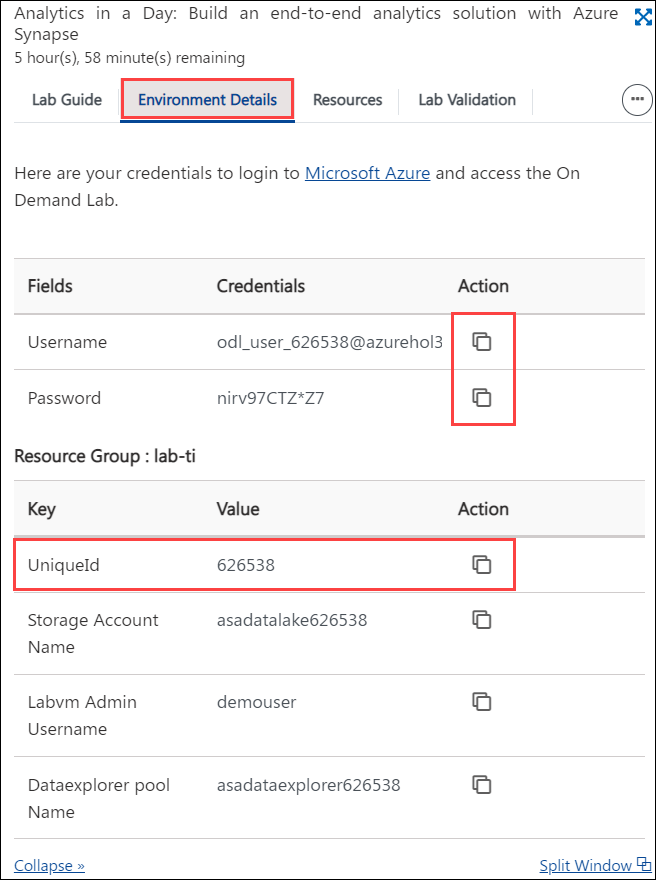 Analytics in a Day: Build an end-to-end analytics solution with Azure
Synapse
5 hour(s), 58 minute(s) remaining
Lab Guide Environment Details Resources Lab Validation
Here are your credentials to login to Microsoft Azure and access the On
Demand Lab.
Fields Credentials Action
Username odl_user_626538@azurehol3
Password nirv97CTZ*Z7
Resource Group : lab-ti
Key Value Action
UniqueId 626538
Storage Account asadatalake626538
Name
Labvm Admin demouser
Username
Dataexplorer pool asadataexplorer626538
Name
Collapse » Split Window